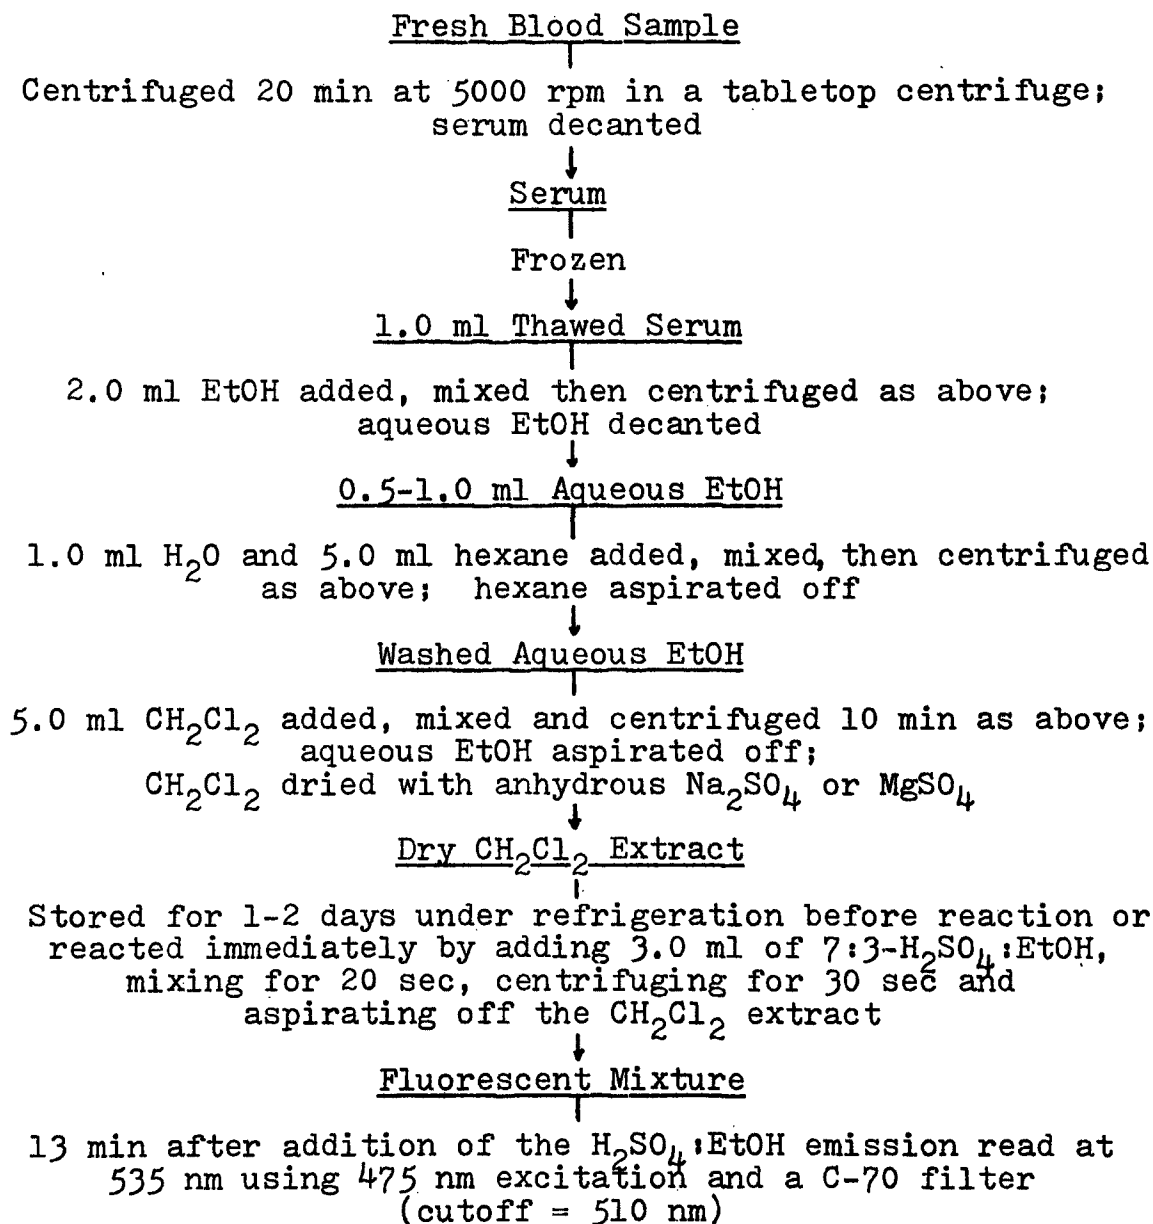 Fresh Blood Sample
Centrifuged 20 min at 5000 rpm in a tabletop centrifuge;
serum decanted
Serum
Frozen
1.0 ml Thawed Serum
2.0 ml EtOH added, mixed then centrifuged as above;
aqueous EtOH decanted
0.5-1.0 ml Aqueous EtOH
1.0 ml H₂O and 5.0 ml hexane added, mixed, then centrifuged
as above; hexane aspirated off
Washed Aqueous EtOH
5.0 ml CH₂Cl₂ added, mixed and centrifuged 10 min as above;
aqueous EtOH aspirated off;
CH₂Cl₂ dried with anhydrous Na₂SO₄ or MgSO₄
Dry CH₂Cl₂ Extract
Stored for 1-2 days under refrigeration before reaction or
reacted immediately by adding 3.0 ml of 7:3-H₂SO₄:EtOH,
mixing for 20 sec, centrifuging for 30 sec and
aspirating off the CH₂Cl₂ extract
Fluorescent Mixture
13 min after addition of the H₂SO₄:EtOH emission read at
535 nm using 475 nm excitation and a C-70 filter
(cutoff = 510 nm)